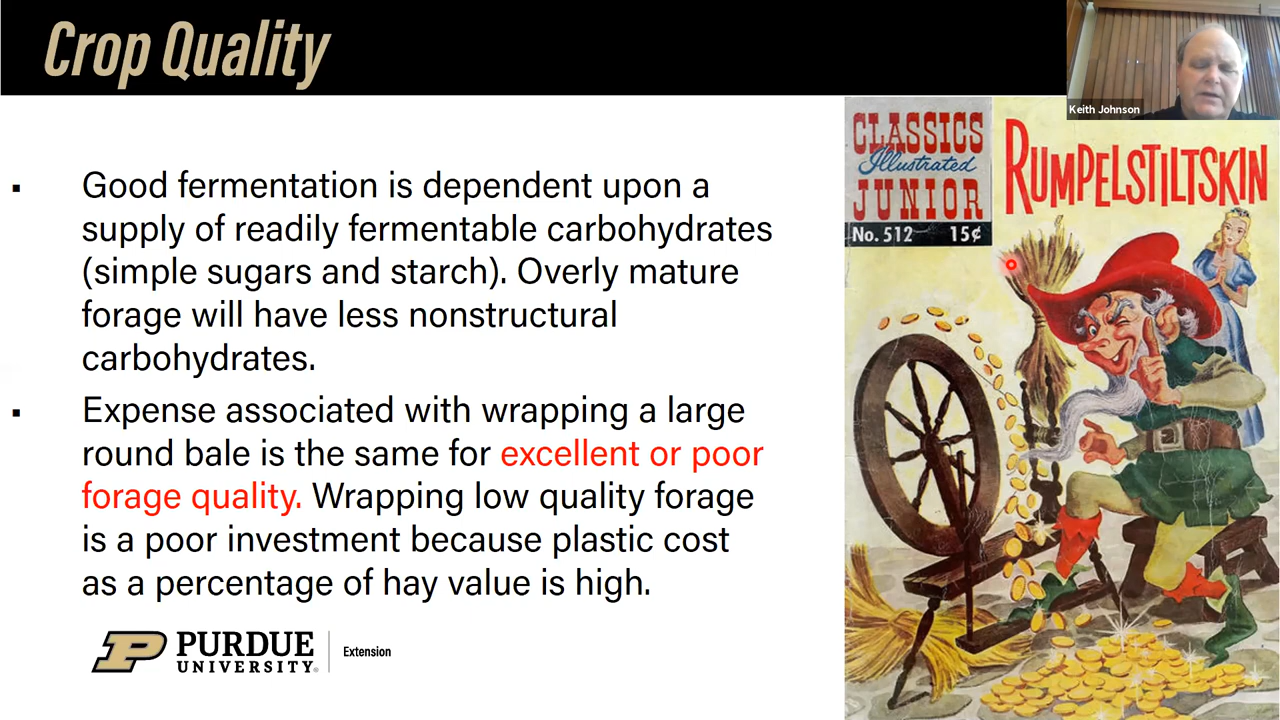 Crop Quality
Keith Johnson
▪ Good fermentation is dependent upon a
supply of readily fermentable carbohydrates
(simple sugars and starch). Overly mature
forage will have less nonstructural
carbohydrates.
▪ Expense associated with wrapping a large
round bale is the same for excellent or poor
forage quality. Wrapping low quality forage
is a poor investment because plastic cost
as a percentage of hay value is high.
PURDUE
UNIVERSITY®
Extension
CLASSICS
Illustrated
JUNIOR
No. 512 15¢
RUMPELSTILTSKIN